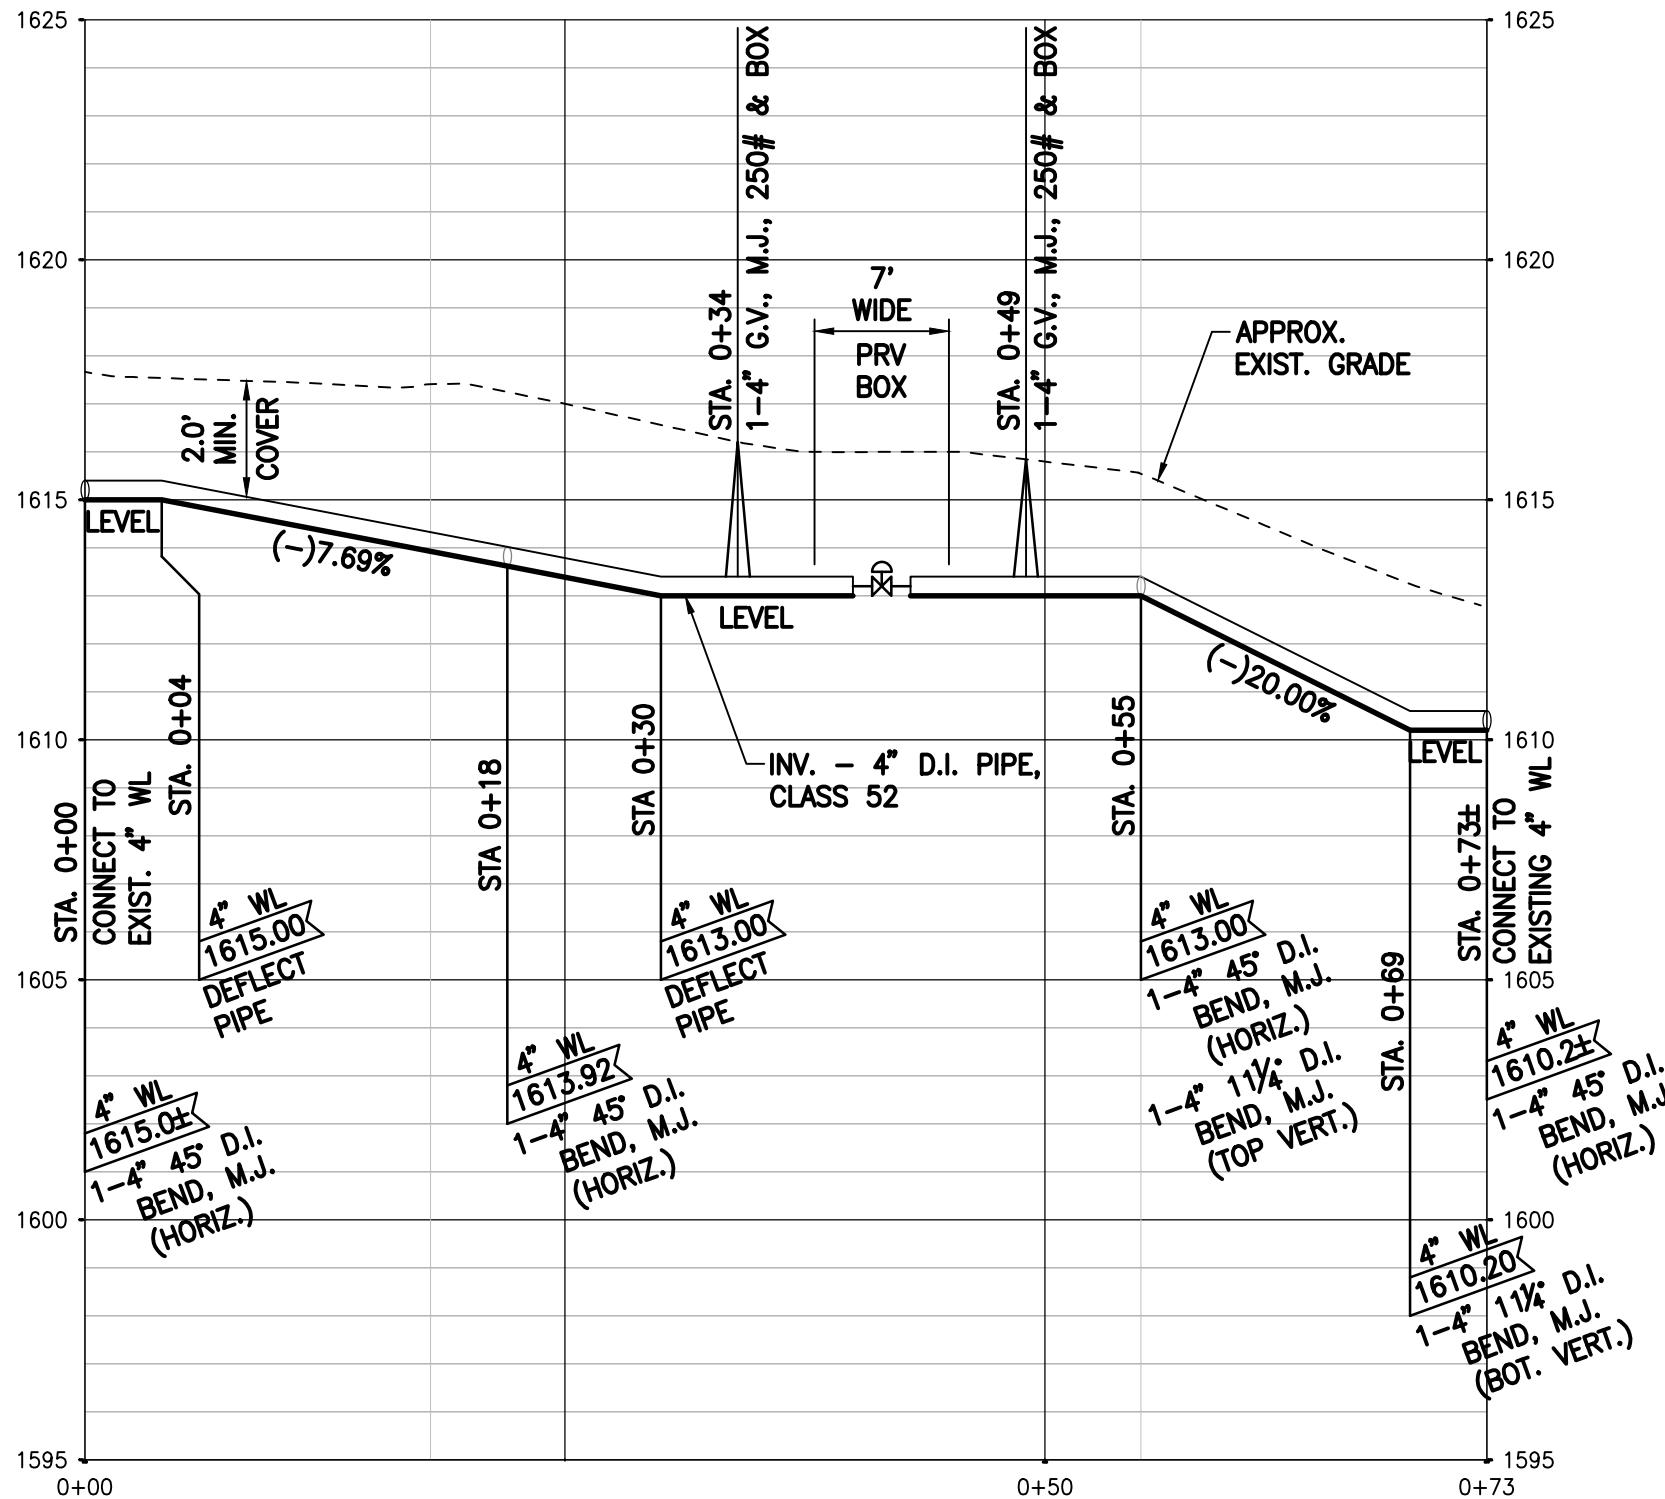 1625
1620
1615
1610
1605
1600
1595
1625
1620
1615
1610
1605
1600
1595
0+00
0+50
0+73
STA. 0+34
1-4" G.V., M.J., 250# & BOX
7'
WIDE
PRV
BOX
STA. 0+49
1-4" G.V., M.J., 250# & BOX
APPROX.
EXIST. GRADE
2.0'
MIN.
COVER
LEVEL
(-)7.69%
LEVEL
(-)20.00%
LEVEL
INV. - 4" D.I. PIPE,
CLASS 52
STA. 0+00
CONNECT TO
EXIST. 4" WL
4" WL
1615.0±
1-4" 45° D.I.
BEND, M.J.
(HORIZ.)
STA. 0+04
4" WL
1615.00
DEFLECT
PIPE
STA 0+18
4" WL
1613.92
1-4" 45° D.I.
BEND, M.J.
(HORIZ.)
STA 0+30
4" WL
1613.00
DEFLECT
PIPE
STA. 0+55
4" WL
1613.00
1-4" 45° D.I.
BEND, M.J.
(HORIZ.)
1-4" 11¼° D.I.
BEND, M.J.
(TOP VERT.)
STA. 0+69
4" WL
1610.20
1-4" 11¼° D.I.
BEND, M.J.
(BOT. VERT.)
STA. 0+73±
CONNECT TO
EXISTING 4" WL
4" WL
1610.2±
1-4" 45° D.I.
BEND, M.J.
(HORIZ.)